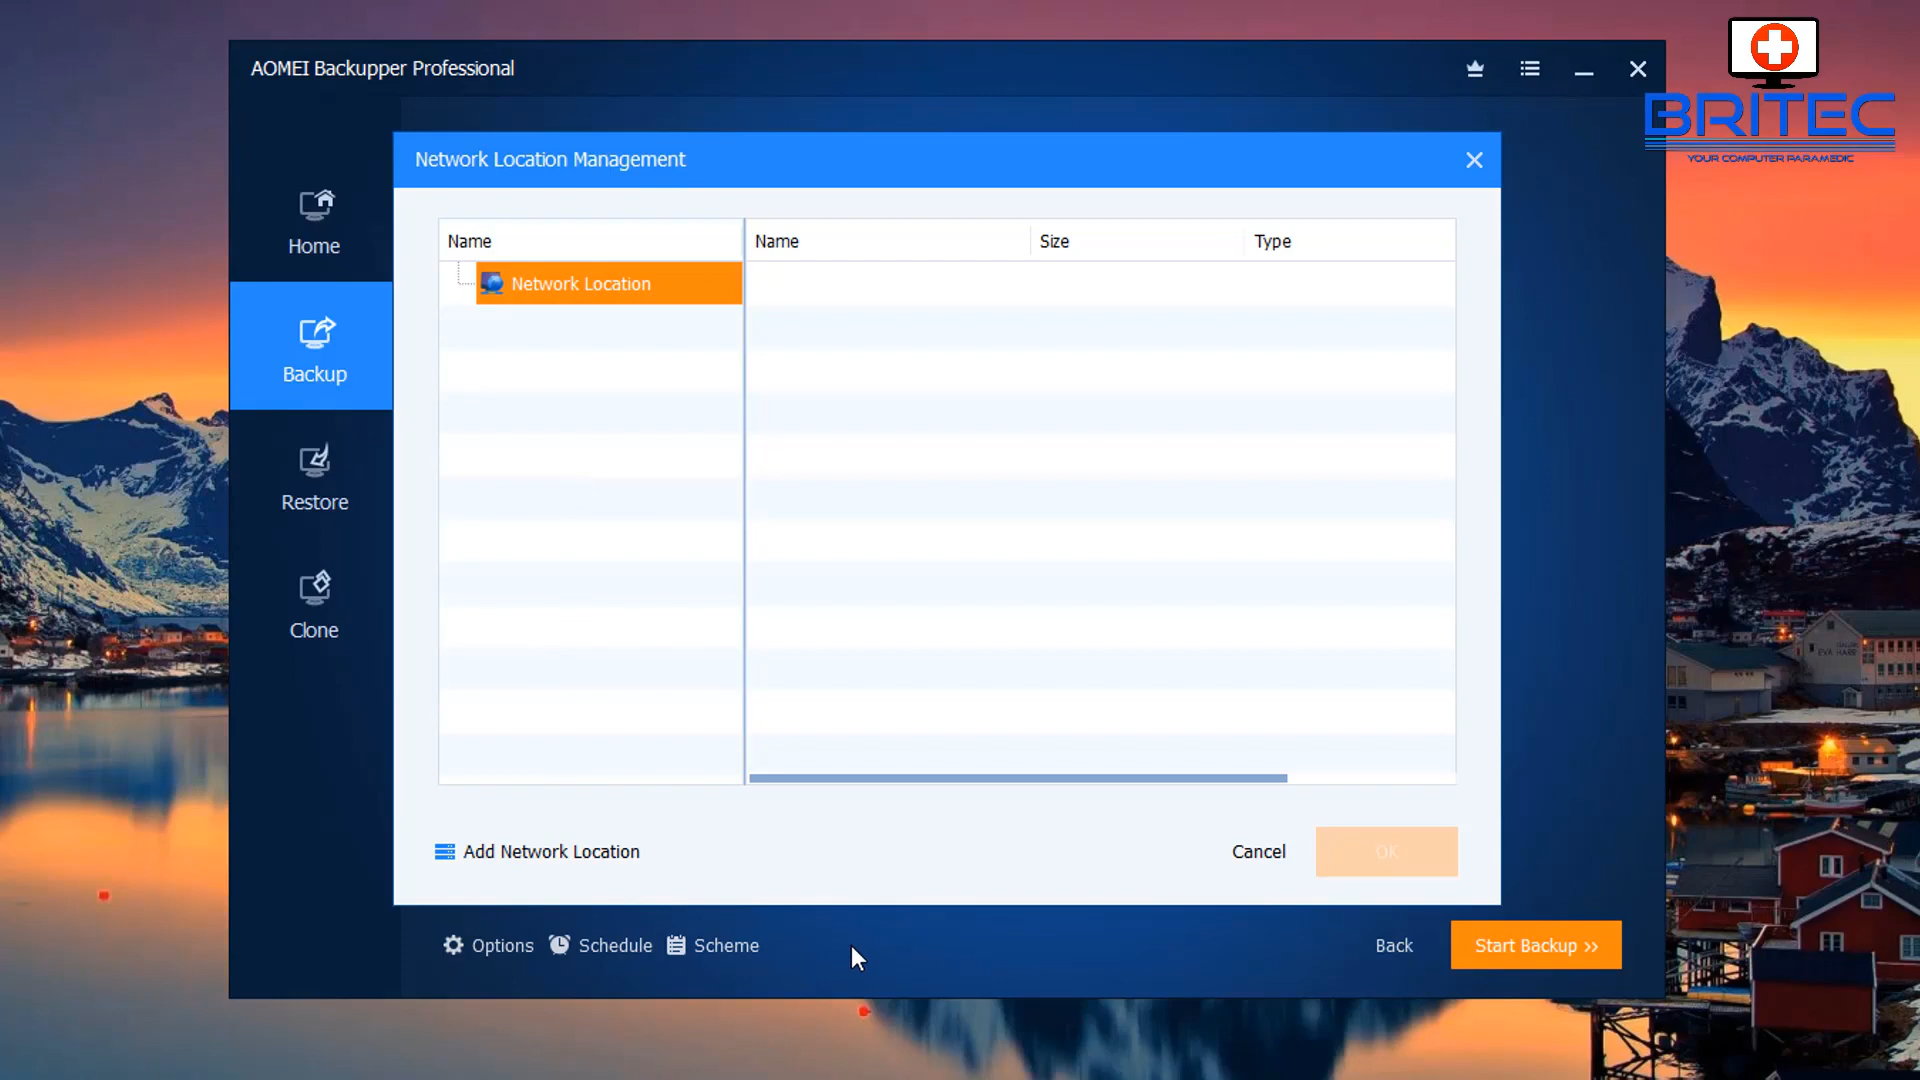 AOMEI Backupper Professional
BRITEC
YOUR COMPUTER PARAMEDIC
Network Location Management
Home
Backup
Restore
Clone
Name
Name
Size
Type
Network Location
Add Network Location
Cancel
OK
Options
Schedule
Scheme
Back
Start Backup >>